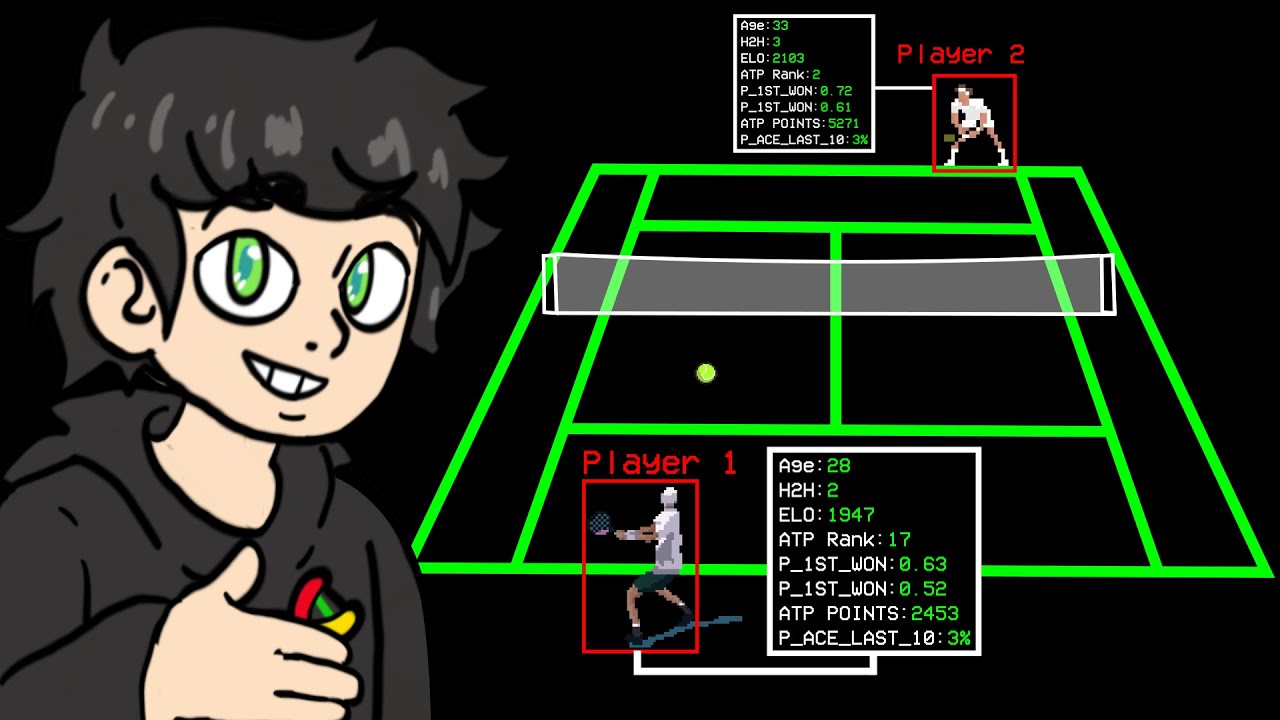 Age:33
H2H:3
ELO:2103
ATP Rank:2
P_1ST_WON:0.72
P_1ST_WON:0.61
ATP POINTS:5271
P_ACE_LAST_10:3%
Player 2
Player 1
Age:28
H2H:2
ELO:1947
ATP Rank:17
P_1ST_WON:0.63
P_1ST_WON:0.52
ATP POINTS:2453
P_ACE_LAST_10:3%